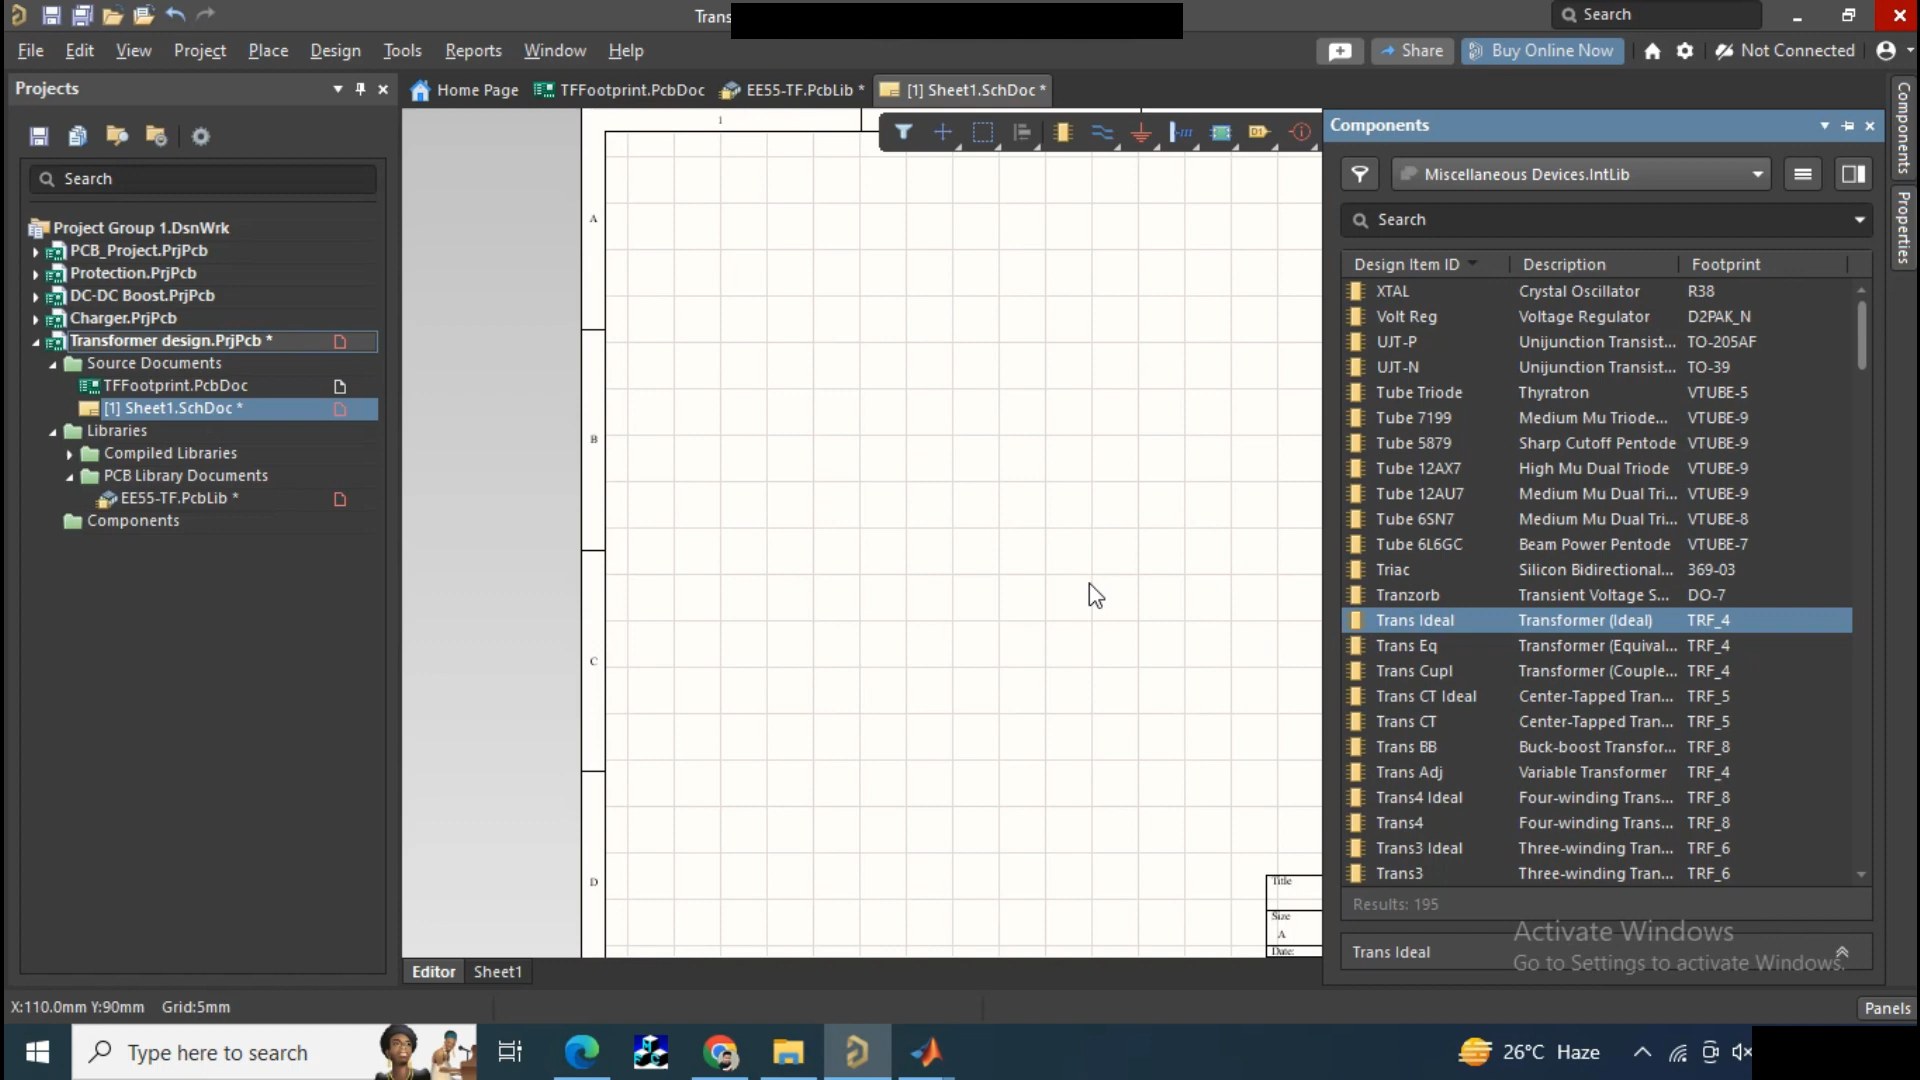 Trans
Search
File Edit View Project Place Design Tools Reports Window Help
Share
Buy Online Now
Not Connected
Projects
Home Page
TFFootprint.PcbDoc
EE55-TF.PcbLib *
[1] Sheet1.SchDoc *
Search
Project Group 1.DsnWrk
PCB_Project.PrjPcb
Protection.PrjPcb
DC-DC Boost.PrjPcb
Charger.PrjPcb
Transformer design.PrjPcb *
Source Documents
TFFootprint.PcbDoc
[1] Sheet1.SchDoc *
Libraries
Compiled Libraries
PCB Library Documents
EE55-TF.PcbLib *
Components
1
A
B
C
D
D1
Title
Size
A
Date:
Components
Miscellaneous Devices.IntLib
Search
Design Item ID Description Footprint
XTAL Crystal Oscillator R38
Volt Reg Voltage Regulator D2PAK_N
UJT-P Unijunction Transist... TO-205AF
UJT-N Unijunction Transist... TO-39
Tube Triode Thyratron VTUBE-5
Tube 7199 Medium Mu Triode... VTUBE-9
Tube 5879 Sharp Cutoff Pentode VTUBE-9
Tube 12AX7 High Mu Dual Triode VTUBE-9
Tube 12AU7 Medium Mu Dual Tri... VTUBE-9
Tube 6SN7 Medium Mu Dual Tri... VTUBE-8
Tube 6L6GC Beam Power Pentode VTUBE-7
Triac Silicon Bidirectional... 369-03
Tranzorb Transient Voltage S... DO-7
Trans Ideal Transformer (Ideal) TRF_4
Trans Eq Transformer (Equival... TRF_4
Trans Cupl Transformer (Couple... TRF_4
Trans CT Ideal Center-Tapped Tran... TRF_5
Trans CT Center-Tapped Tran... TRF_5
Trans BB Buck-boost Transfor... TRF_8
Trans Adj Variable Transformer TRF_4
Trans4 Ideal Four-winding Trans... TRF_8
Trans4 Four-winding Trans... TRF_8
Trans3 Ideal Three-winding Tran... TRF_6
Trans3 Three-winding Tran... TRF_6
Results: 195
Trans Ideal
Activate Windows
Go to Settings to activate Windows.
Components
Properties
Editor Sheet1
X:110.0mm Y:90mm Grid:5mm
Panels
Type here to search
26°C Haze